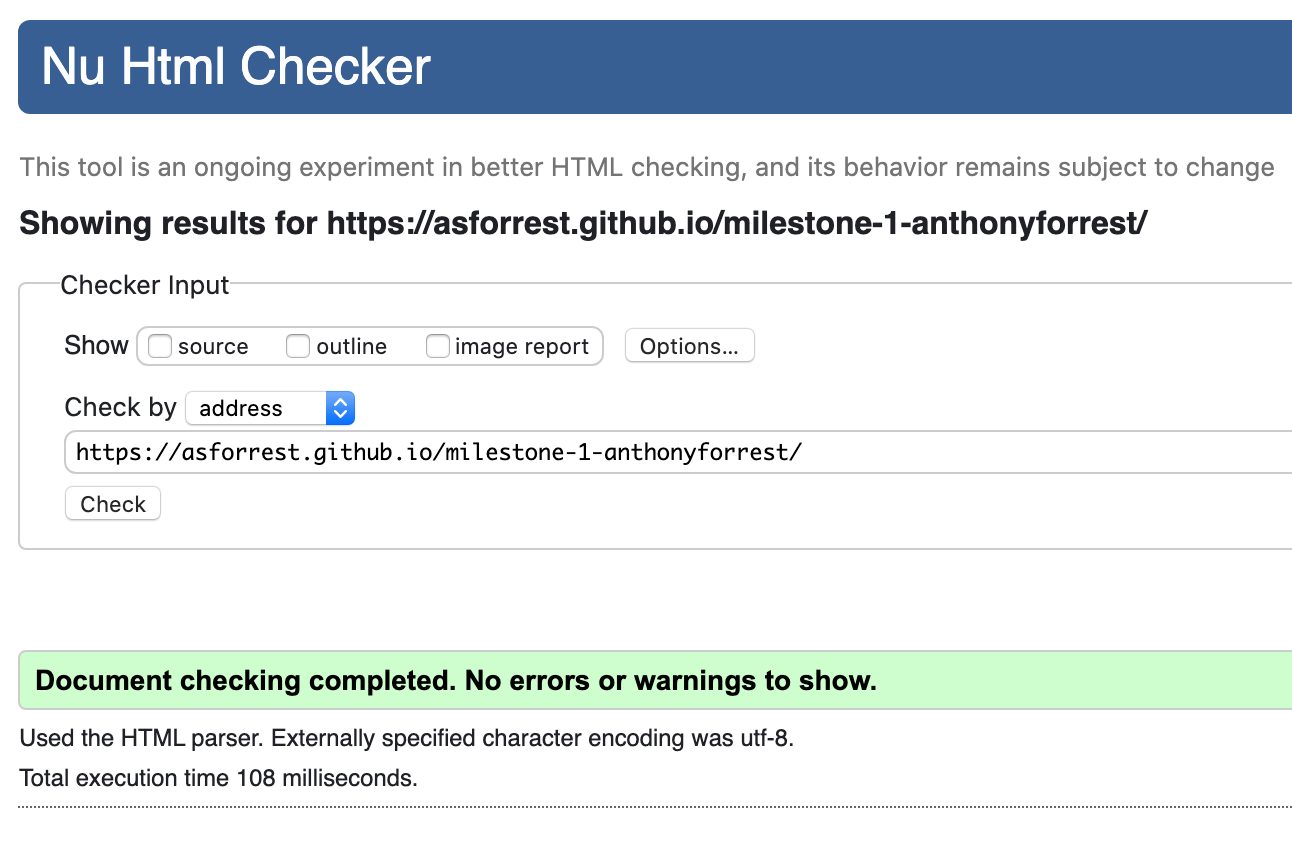 Nu Html Checker
This tool is an ongoing experiment in better HTML checking, and its behavior remains subject to change
Showing results for https://asforrest.github.io/milestone-1-anthonyforrest/
Checker Input
Show source outline image report Options...
Check by address
https://asforrest.github.io/milestone-1-anthonyforrest/
Check
Document checking completed. No errors or warnings to show.
Used the HTML parser. Externally specified character encoding was utf-8.
Total execution time 108 milliseconds.